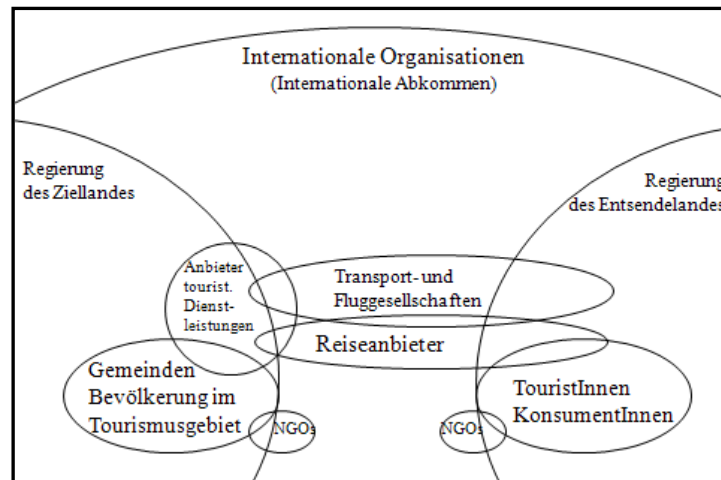 Internationale Organisationen
(Internationale Abkommen)
Regierung
des Ziellandes
Regierung
des Entsendelandes
Anbieter
tourist.
Dienst-
leistungen
Transport- und
Fluggesellschaften
Reiseanbieter
Gemeinden
Bevölkerung im
Tourismusgebiet
TouristInnen
KonsumentInnen
NGOs
NGOs